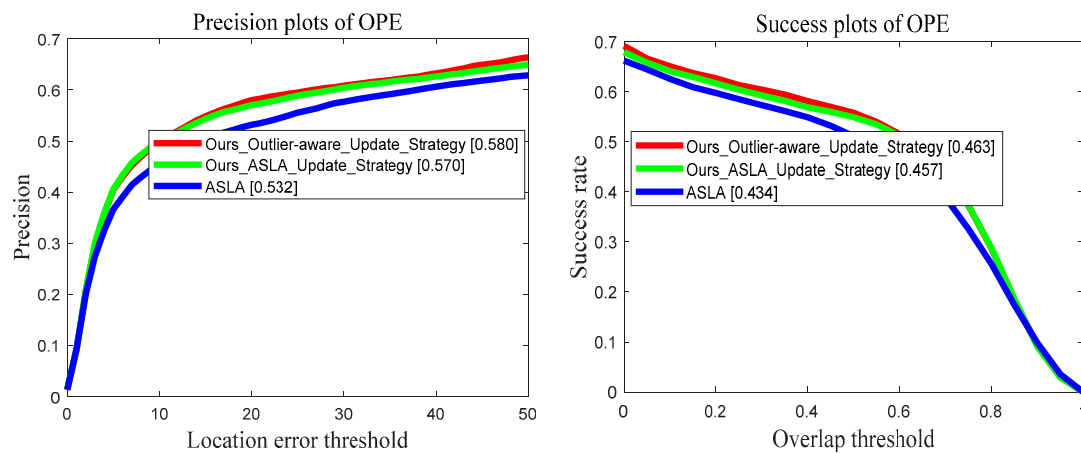 Precision plots of OPE
0.7
0.6
0.5
0.4
0.3
0.2
0.1
0
Precision
Ours_Outlier-aware_Update_Strategy [0.580]
Ours_ASLA_Update_Strategy [0.570]
ASLA [0.532]
0 10 20 30 40 50
Location error threshold
Success plots of OPE
0.7
0.6
0.5
0.4
0.3
0.2
0.1
0
Success rate
Ours_Outlier-aware_Update_Strategy [0.463]
Ours_ASLA_Update_Strategy [0.457]
ASLA [0.434]
0 0.2 0.4 0.6 0.8
Overlap threshold